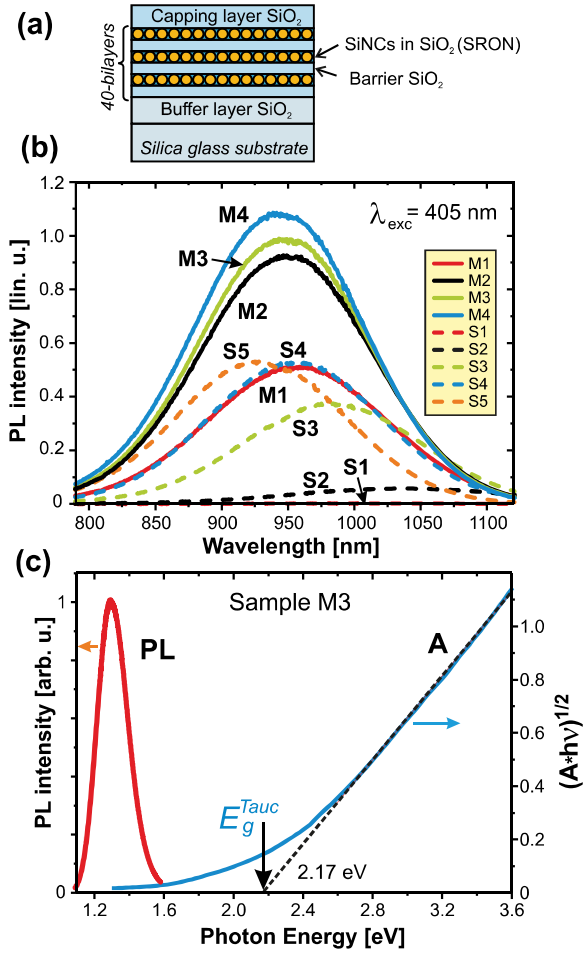 (a)
Capping layer SiO₂
SiNCs in SiO₂ (SRON)
Barrier SiO₂
40-bilayers
Buffer layer SiO₂
Silica glass substrate
(b)
PL intensity [lin. u.]
1.2
1.0
0.8
0.6
0.4
0.2
0
M4
M3
M2
S5
S4
M1
S3
S2
S1
λexc = 405 nm
M1
M2
M3
M4
S1
S2
S3
S4
S5
800 850 900 950 1000 1050 1100
Wavelength [nm]
(c)
Sample M3
PL intensity [arb. u.]
1
0
PL
A
E_g^Tauc
2.17 eV
1.0
0.8
0.6
0.4
0.2
0
(A*hν)^1/2
1.2 1.6 2.0 2.4 2.8 3.2 3.6
Photon Energy [eV]